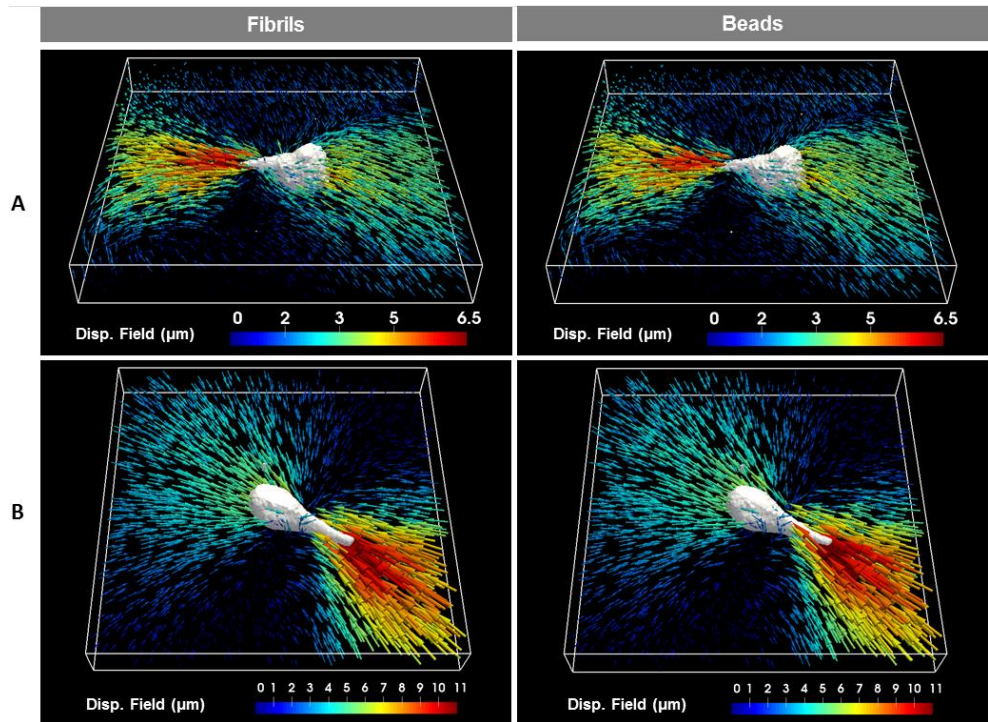 Fibrils
Beads
A
Disp. Field (µm)
0 2 3 5 6.5
Disp. Field (µm)
0 2 3 5 6.5
B
Disp. Field (µm)
0 1 2 3 4 5 6 7 8 9 10 11
Disp. Field (µm)
0 1 2 3 4 5 6 7 8 9 10 11